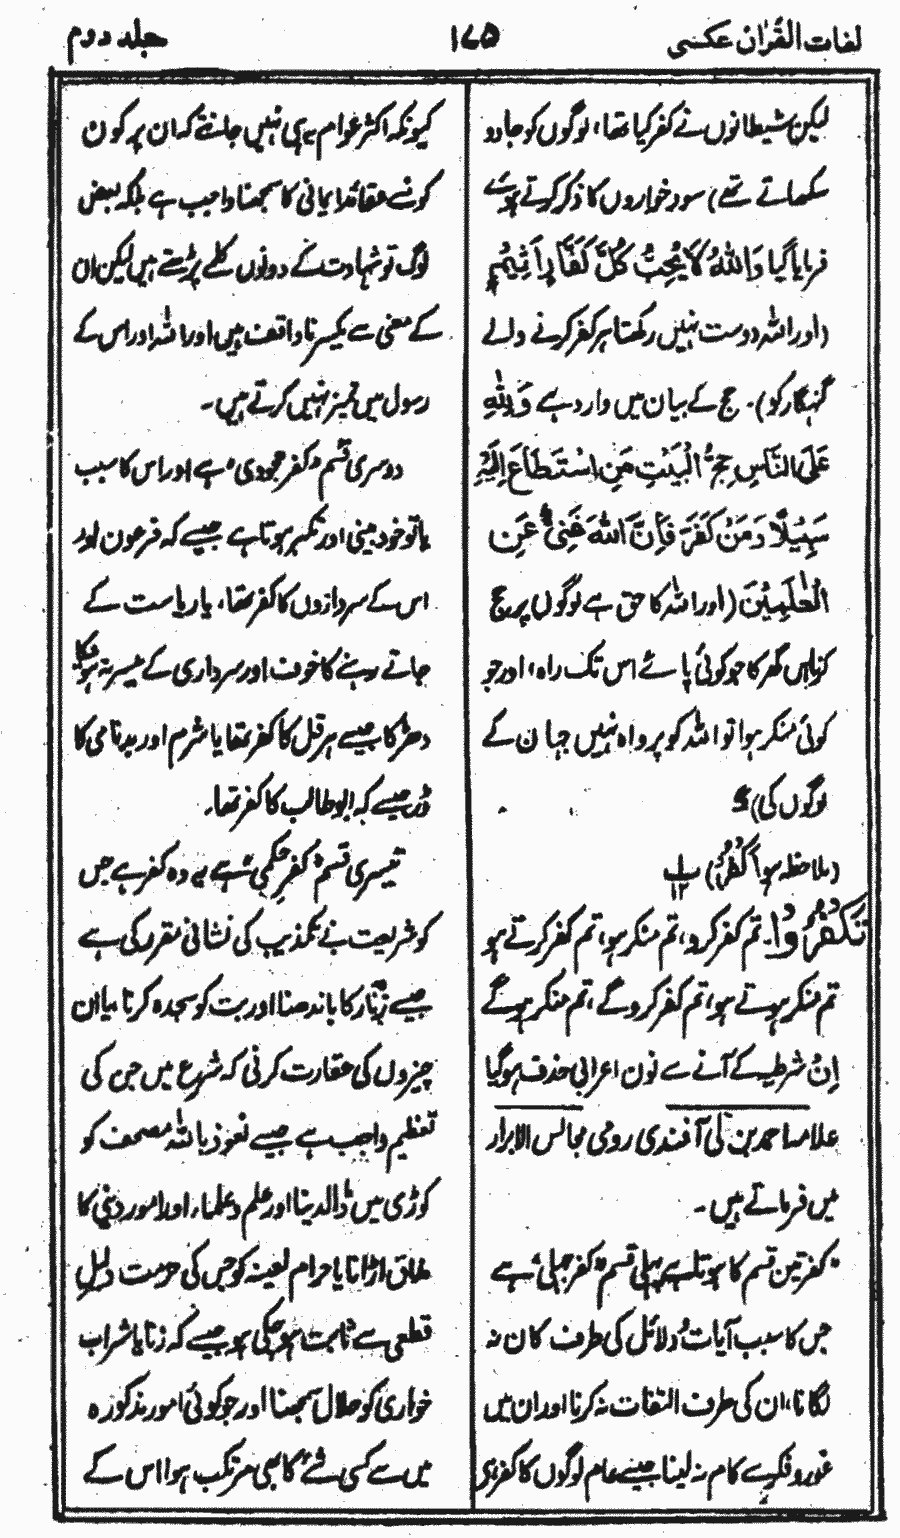 لغات القرآن عکسی
۱۷۵
جلد دوم
لیکن شیطانوں نے کفر کیا تھا، لوگوں کو جادو
سکھاتے تھے) سود خواروں کا ذکر کرتے ہوئے
فرمایا گیا وَاللّٰهُ لَا يُحِبُّ كُلَّ كَفَّارٍ اَثِيْمٍ
(اور اللہ دوست نہیں رکھتا ہر کفر کرنے والے
گنہگار کو)۔ حج کے بیان میں وارد ہے وَلِلّٰهِ
عَلَى النَّاسِ حِجُّ الْبَيْتِ مَنِ اسْتَطَاعَ اِلَيْهِ
سَبِيْلًا وَمَنْ كَفَرَ فَاِنَّ اللّٰهَ غَنِيٌّ عَنِ
الْعٰلَمِيْنَ (اور اللہ کا حق ہے لوگوں پر حج
کرنا اس گھر کا جو کوئی پائے اس تک راہ، اور جو
کوئی منکر ہوا تو اللہ کو پرواہ نہیں جہان کے
لوگوں کی)
(ملاحظہ ہو اَكْفُرُ) ۱۲
تَكْفُرُوْا۔ تم کفر کرو، تم منکر ہو، تم کفر کرتے ہو
تم منکر ہوتے ہو، تم کفر کرو گے، تم منکر ہو گے
اِنْ شرطیہ کے آنے سے نون اعرابی حذف ہو گیا
علامہ احمد بن لی آفندی رومی مجالس الابرار
میں فرماتے ہیں۔
"کفر تین قسم کا ہوتا ہے پہلی قسم "کفر جہلی" ہے
جس کا سبب آیات و دلائل کی طرف کان نہ
لگانا، ان کی طرف التفات نہ کرنا اور ان میں
غور و فکر سے کام نہ لینا جیسے عام لوگوں کا کفر ہے
کیونکہ اکثر عوام یہ ہی نہیں جانتے کہ ان پر کون
کونسے عقائد ایمانی کا سمجھنا واجب ہے بلکہ بعض
لوگ تو شہادت کے دونوں کلمے پڑھتے ہیں لیکن ان
کے معنی سے یکسر ناواقف ہیں اور اللہ اور اس کے
رسول میں تمیز نہیں کرتے ہیں۔
دوسری قسم "کفر جحودی" ہے اور اس کا سبب
یا تو خود بینی اور تکبر ہوتا ہے جیسے کہ فرعون اور
اس کے سرداروں کا کفر تھا، یا ریاست کے
جاتے رہنے کا خوف اور سرداری کے میسر نہ ہونے کا
دھڑکا جیسے ہرقل کا کفر تھا یا شرم اور بدنامی کا
ڈر جیسے کہ ابو طالب کا کفر تھا۔
تیسری قسم "کفر حکمی" ہے یہ وہ کفر ہے جس
کو شریعت نے تکذیب کی نشانی مقرر کی ہے
جیسے زنّار کا باندھنا اور بت کو سجدہ کرنا، یا ان
چیزوں کی حقارت کرنی کہ شرع میں جن کی
تعظیم واجب ہے جیسے نعوذ باللہ مصحف کو
کوڑی میں ڈالدینا اور علم و علماء اور امور دینی کا
مذاق اڑانا یا حرام لعینہ کو جس کی حرمت دلیل
قطعی سے ثابت ہو چکی ہو جیسے کہ زنا یا شراب
خواری کو حلال سمجھنا اور جو کوئی امور مذکورہ
میں سے کسی شے کا بھی مرتکب ہوا اس کے